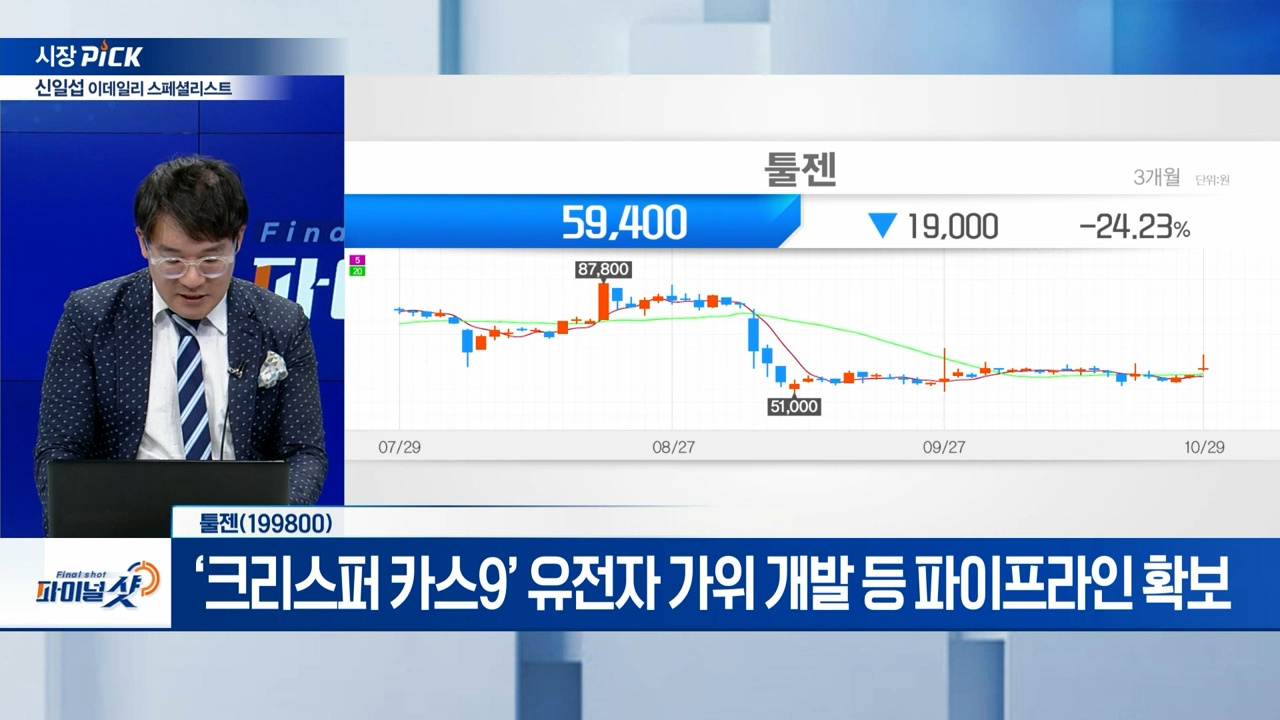 시장 PICK
신일섭 이데일리 스페셜리스트
툴젠
3개월 단위:원
59,400 ▼ 19,000 -24.23%
5
20
87,800
51,000
07/29 08/27 09/27 10/29
Fina
파이
툴젠(199800)
Final shot
파이널샷
‘크리스퍼 카스9’ 유전자 가위 개발 등 파이프라인 확보